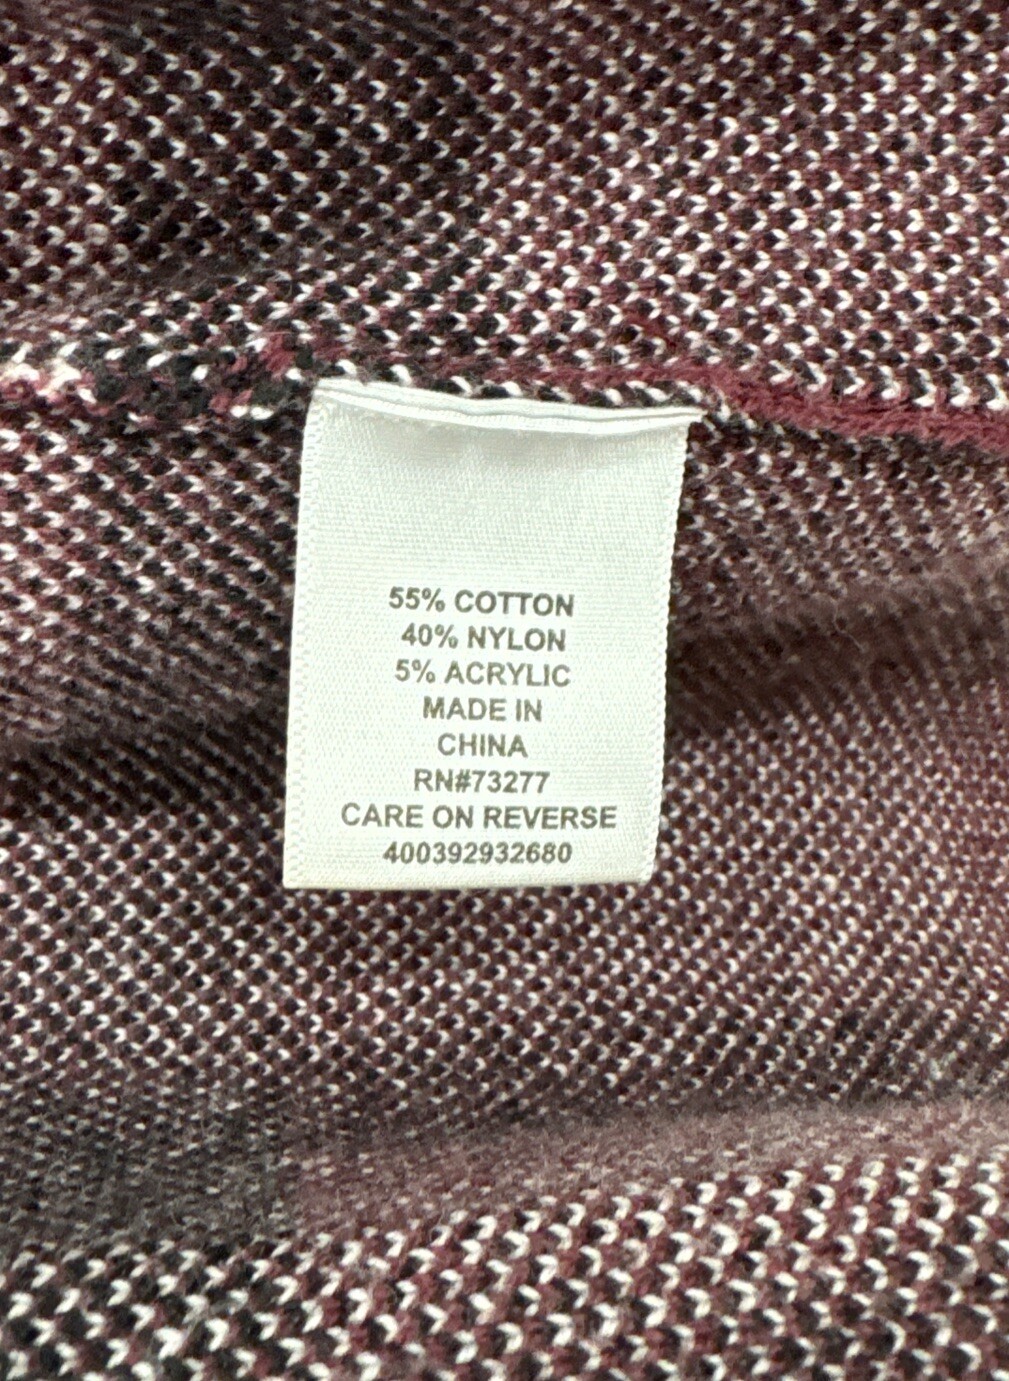 55% COTTON
40% NYLON
5% ACRYLIC
MADE IN
CHINA
RN#73277
CARE ON REVERSE
400392932680